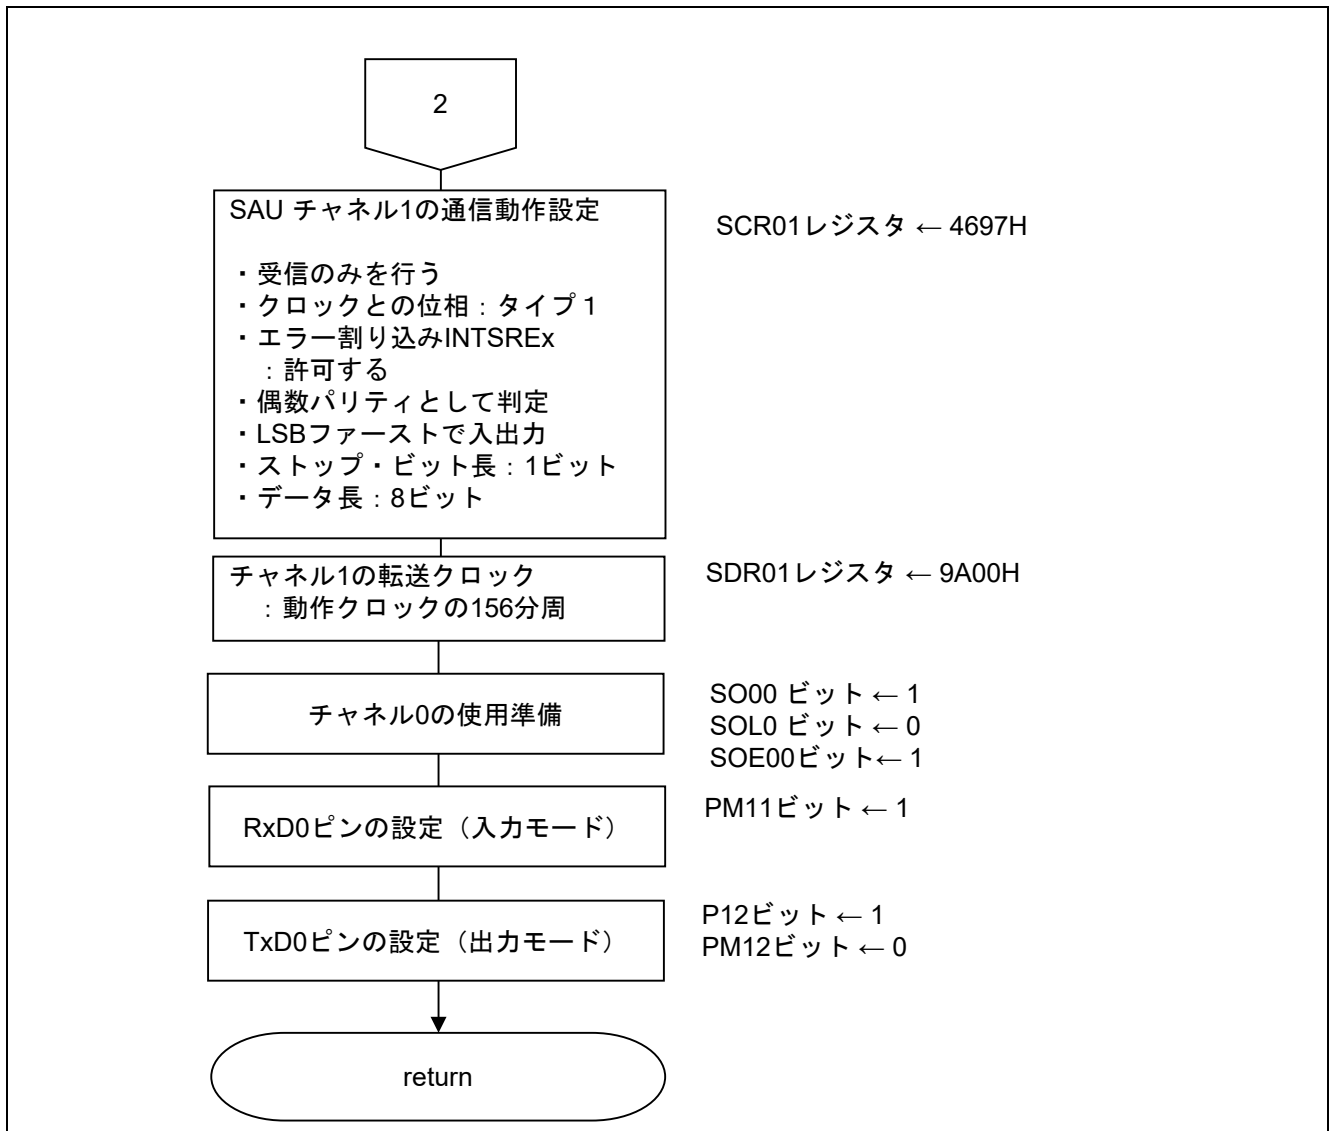 2
SAU チャネル1の通信動作設定
SCR01レジスタ ← 4697H
・受信のみを行う
・クロックとの位相：タイプ１
・エラー割り込みINTSREx
：許可する
・偶数パリティとして判定
・LSBファーストで入出力
・ストップ・ビット長：1ビット
・データ長：8ビット
チャネル1の転送クロック
：動作クロックの156分周
SDR01レジスタ ← 9A00H
チャネル0の使用準備
SO00 ビット ← 1
SOL0 ビット ← 0
SOE00ビット← 1
RxD0ピンの設定（入力モード）
PM11ビット ← 1
TxD0ピンの設定（出力モード）
P12ビット ← 1
PM12ビット ← 0
return